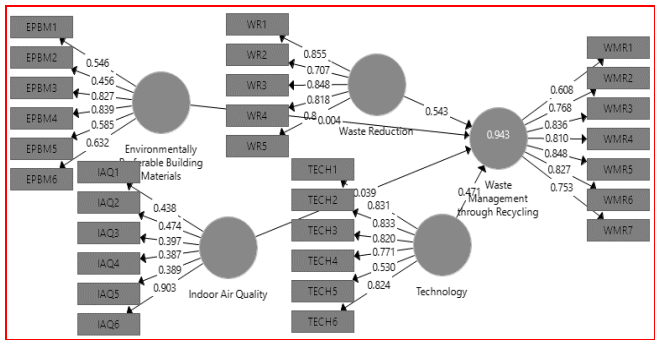 EPBM1
EPBM2
EPBM3
EPBM4
EPBM5
EPBM6
0.546
0.456
0.827
0.839
0.585
0.632
Environmentally
Building
Materials
IAQ1
IAQ2
IAQ3
IAQ4
IAQ5
IAQ6
0.438
0.474
0.397
0.387
0.389
0.903
Indoor Air Quality
WR1
WR2
WR3
WR4
WR5
0.855
0.707
0.848
0.818
0.8
0.004
Waste Reduction
0.543
TECH1
TECH2
TECH3
TECH4
TECH5
TECH6
0.039
0.831
0.833
0.820
0.771
0.530
0.824
Technology
0.471
0.943
Waste
Management
through Recycling
0.608
0.768
0.836
0.810
0.848
0.827
0.753
WMR1
WMR2
WMR3
WMR4
WMR5
WMR6
WMR7